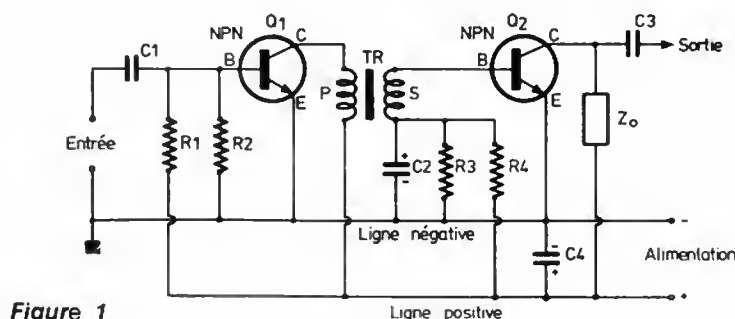 NPN
Q1
C
B
E
C1
Entrée
R1
R2
P
TR
S
C2
+
-
R3
R4
NPN
Q2
C
B
E
C3
Sortie
Zo
Ligne négative
-
C4
-
+
Alimentation
+
Ligne positive
Figure 1